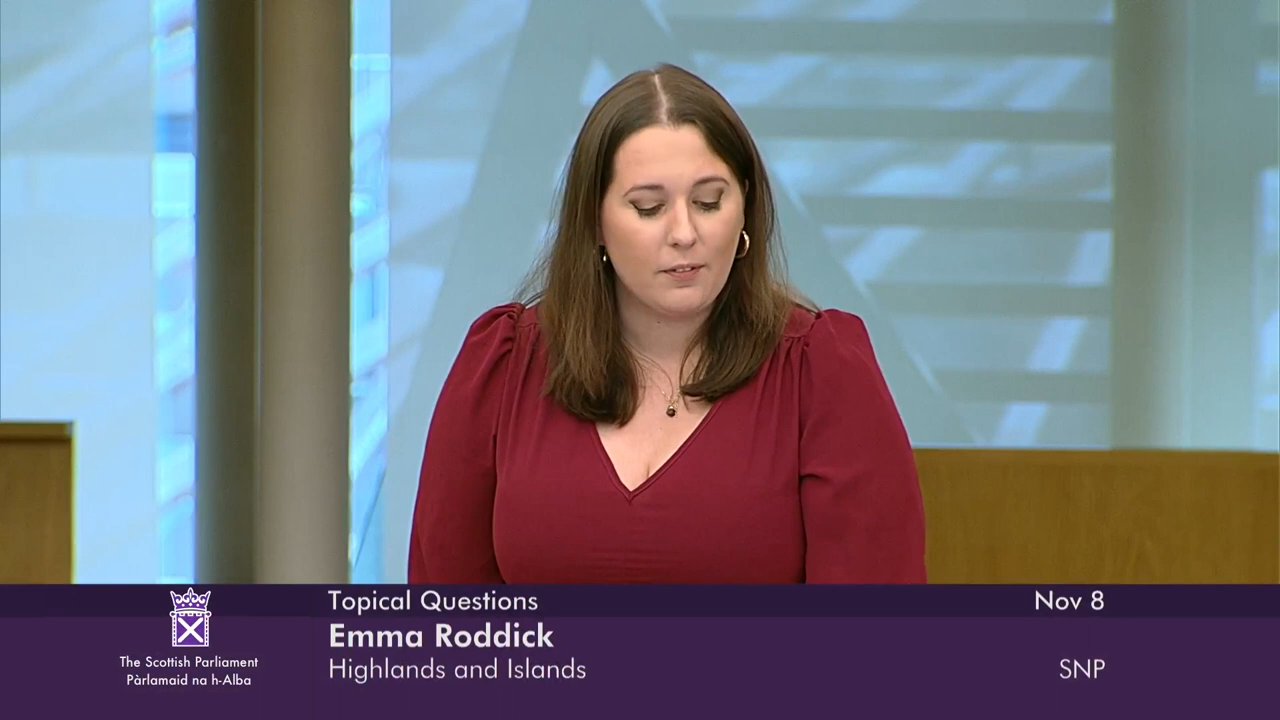 Topical Questions
Nov 8
Emma Roddick
Highlands and Islands
SNP
The Scottish Parliament
Pàrlamaid na h-Alba